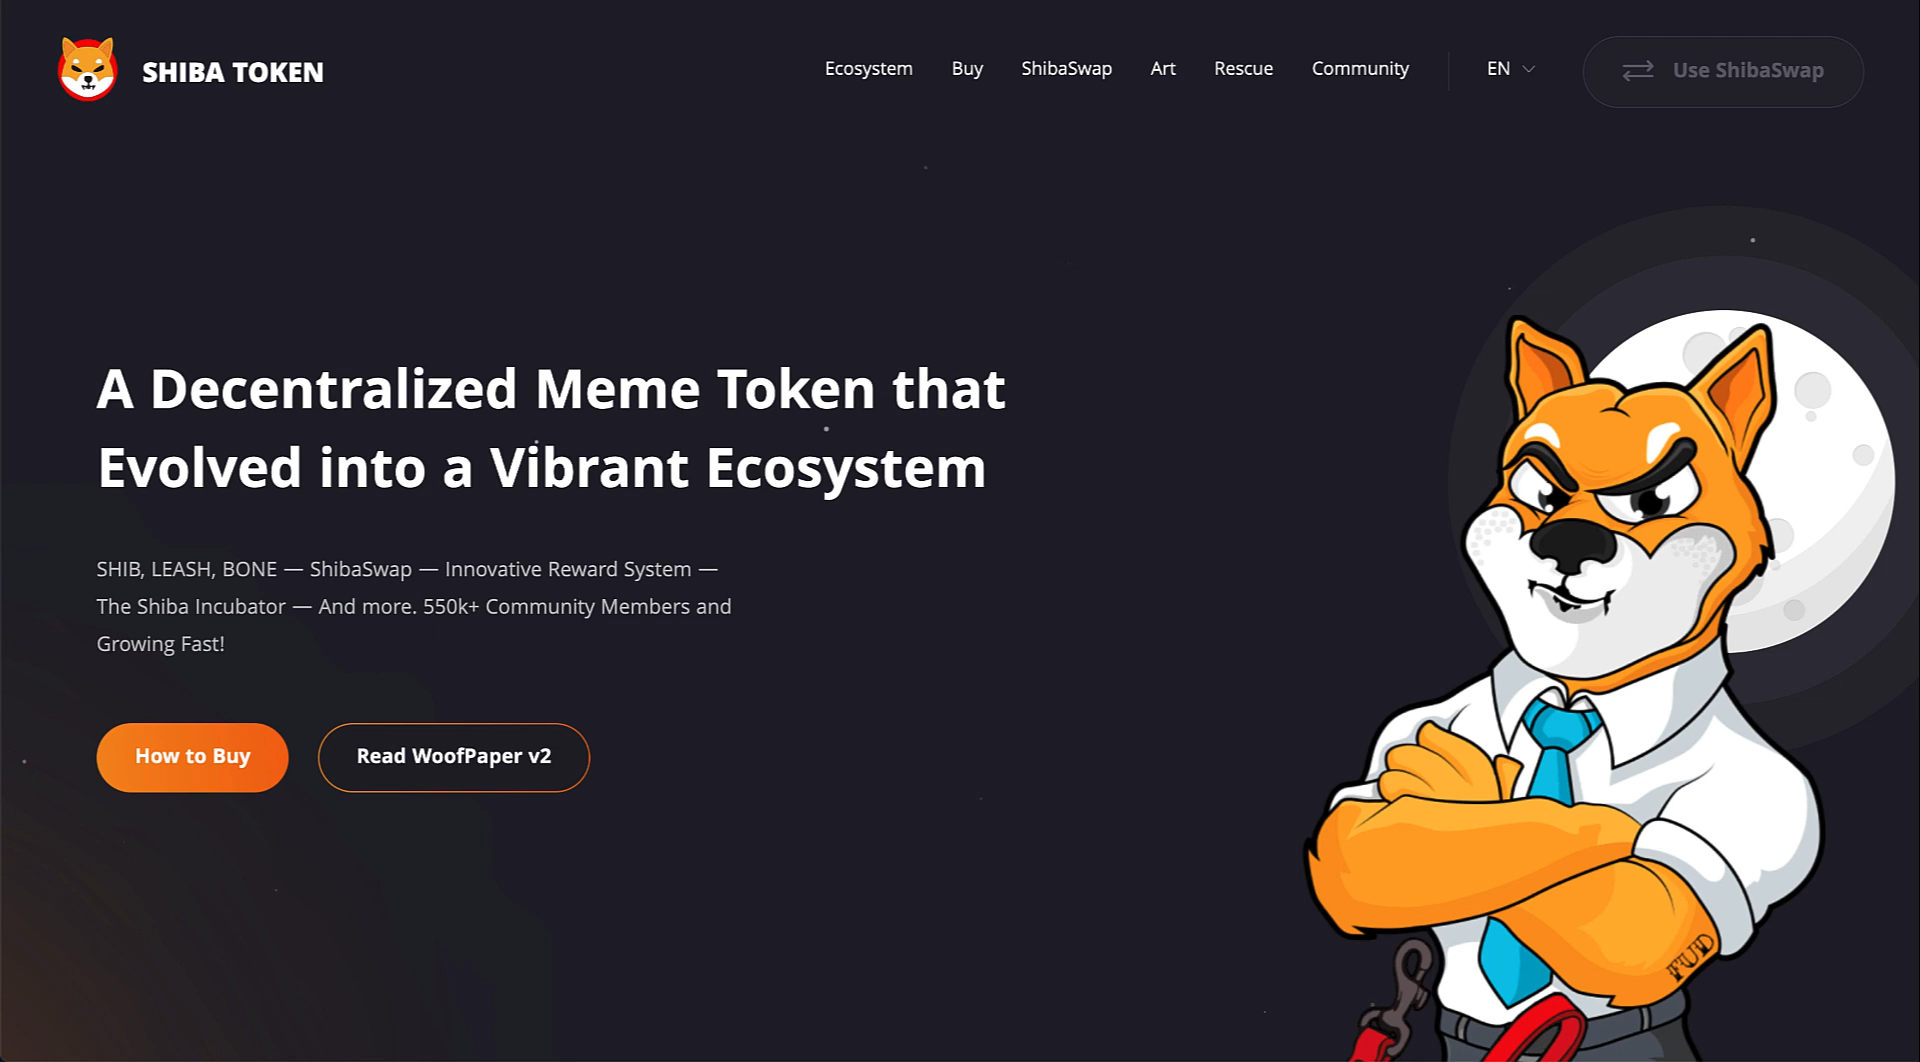 SHIBA TOKEN
Ecosystem
Buy
ShibaSwap
Art
Rescue
Community
EN
Use ShibaSwap
A Decentralized Meme Token that
Evolved into a Vibrant Ecosystem
SHIB, LEASH, BONE — ShibaSwap — Innovative Reward System —
The Shiba Incubator — And more. 550k+ Community Members and
Growing Fast!
How to Buy
Read WoofPaper v2
FUD